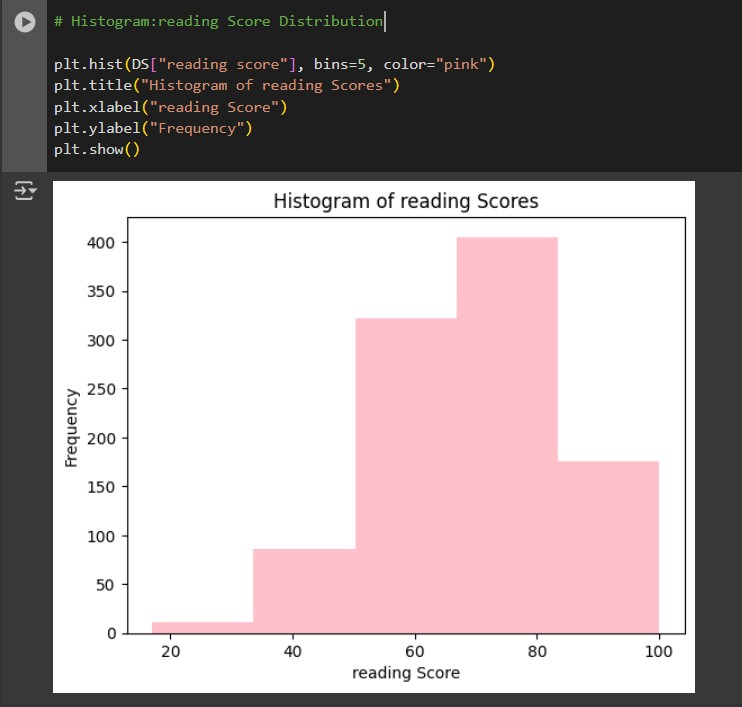 # Histogram:reading Score Distribution
plt.hist(DS["reading score"], bins=5, color="pink")
plt.title("Histogram of reading Scores")
plt.xlabel("reading Score")
plt.ylabel("Frequency")
plt.show()
Histogram of reading Scores
400
350
300
250
200
150
100
50
0
Frequency
20 40 60 80 100
reading Score